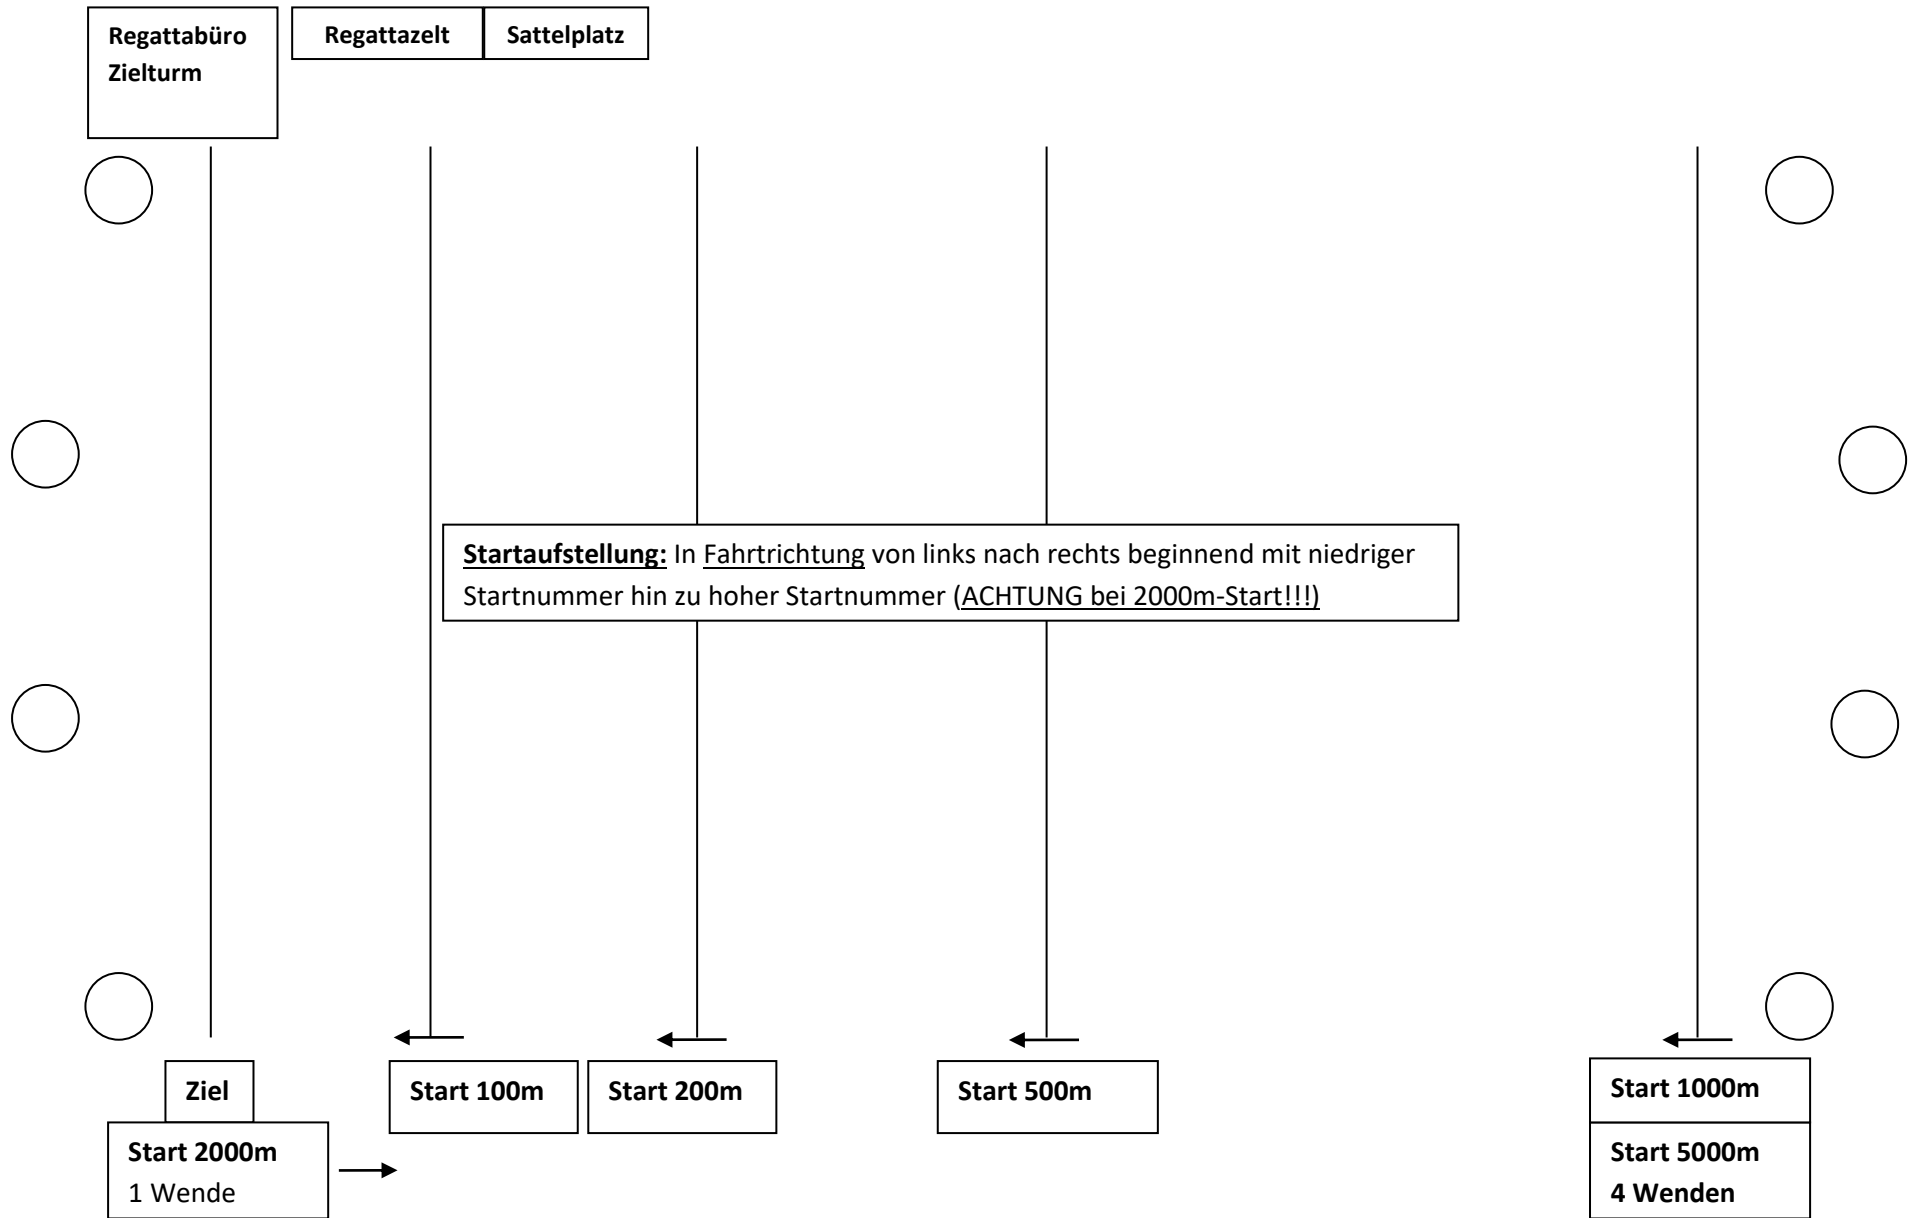 Regattabüro
Zielturm
Regattazelt
Sattelplatz
Startaufstellung: In Fahrtrichtung von links nach rechts beginnend mit niedriger
Startnummer hin zu hoher Startnummer (ACHTUNG bei 2000m-Start!!!)
Ziel
Start 100m
Start 200m
Start 500m
Start 1000m
Start 2000m
1 Wende
Start 5000m
4 Wenden